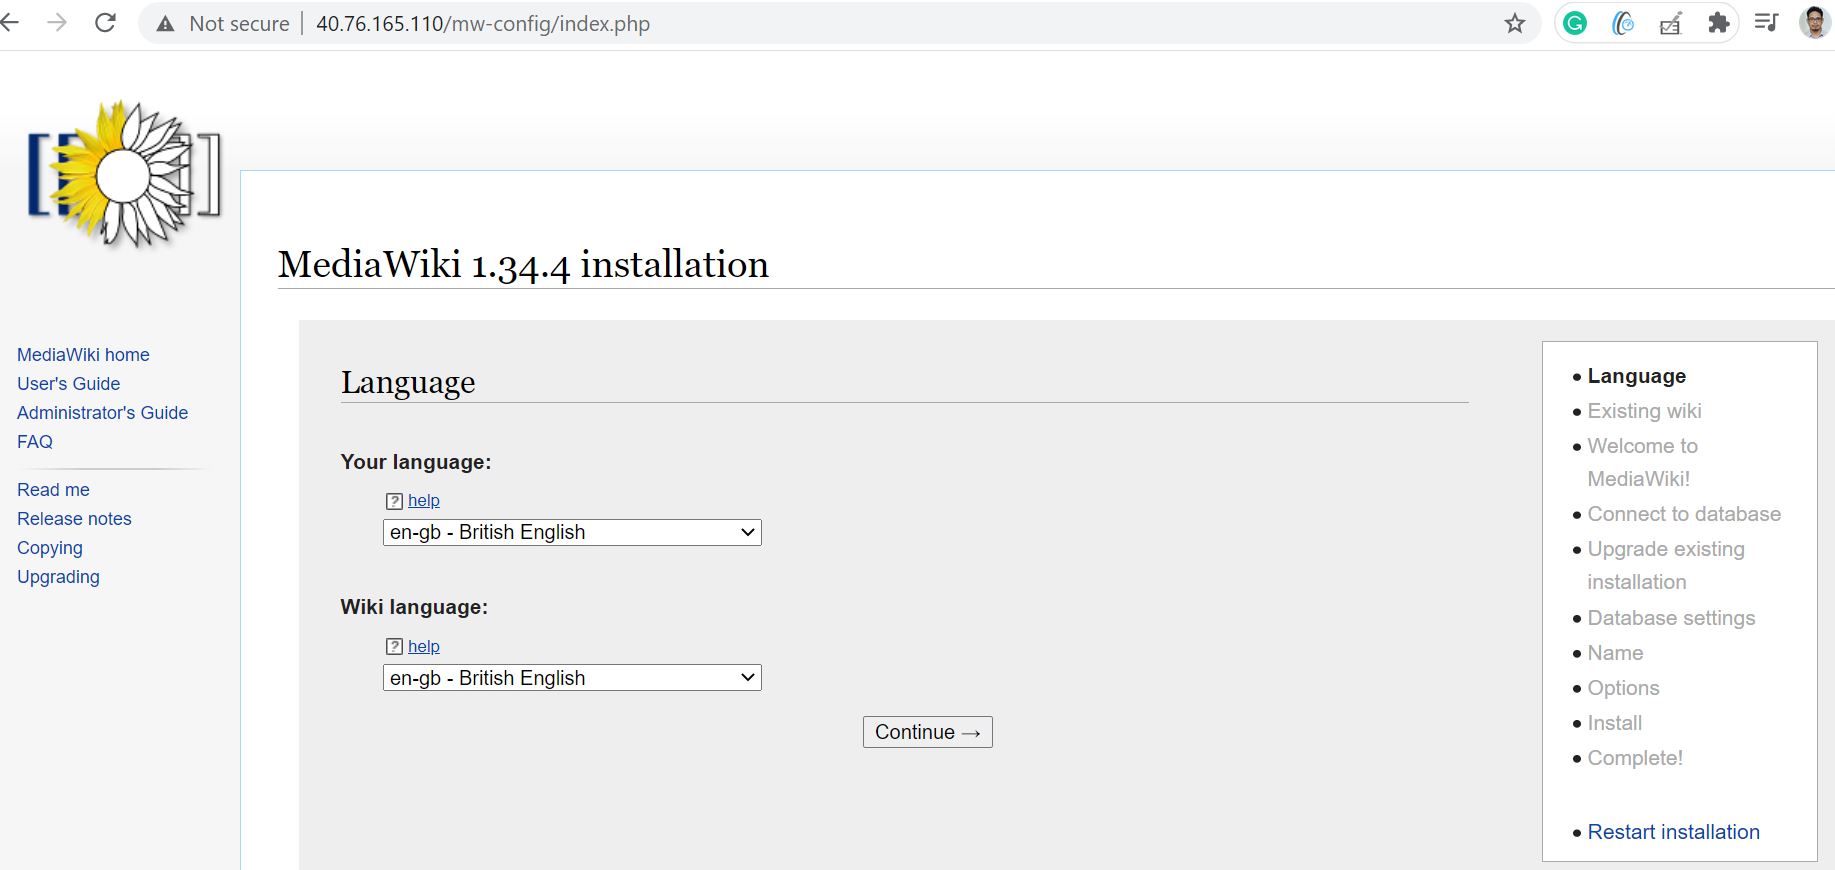 Not secure | 40.76.165.110/mw-config/index.php
MediaWiki 1.34.4 installation
MediaWiki home
User's Guide
Administrator's Guide
FAQ
Read me
Release notes
Copying
Upgrading
Language
Your language:
help
en-gb - British English
Wiki language:
help
en-gb - British English
Continue →
Language
Existing wiki
Welcome to
MediaWiki!
Connect to database
Upgrade existing
installation
Database settings
Name
Options
Install
Complete!
Restart installation